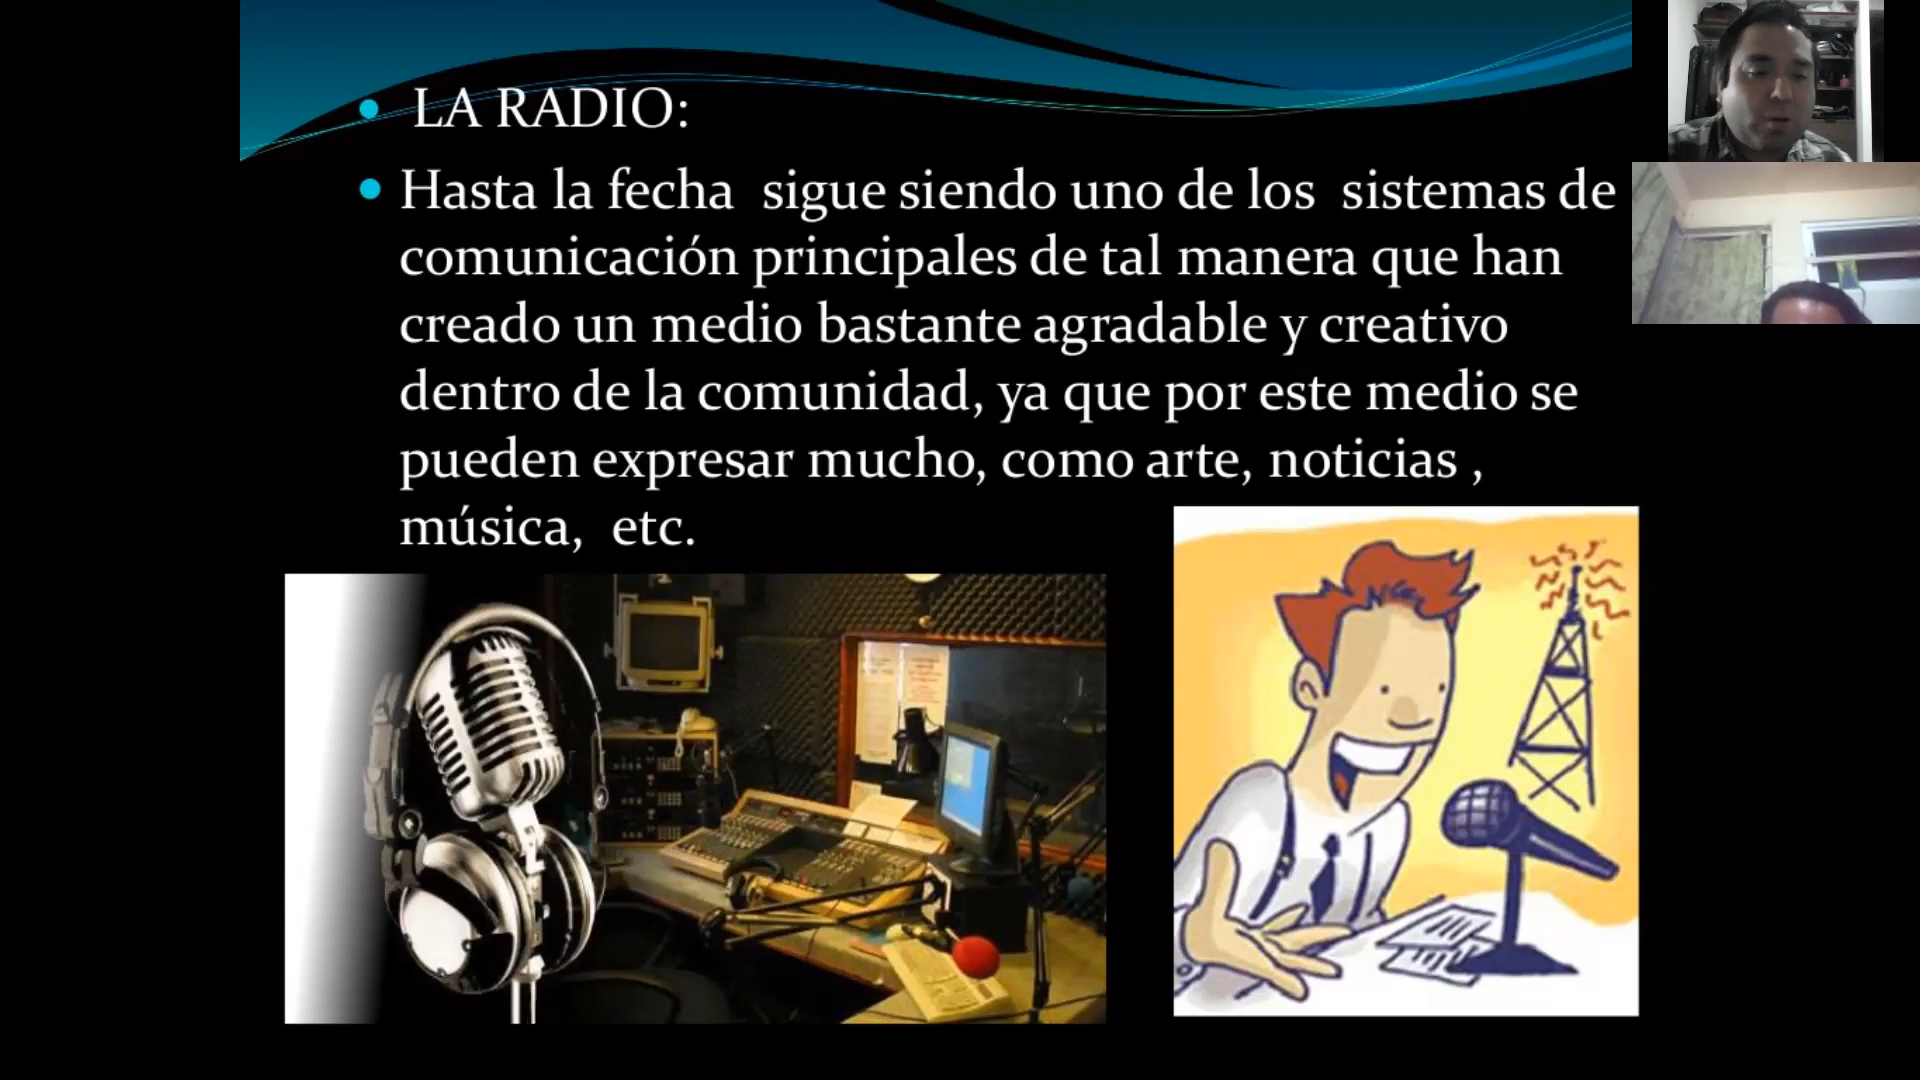 LA RADIO:
Hasta la fecha sigue siendo uno de los sistemas de
comunicación principales de tal manera que han
creado un medio bastante agradable y creativo
dentro de la comunidad, ya que por este medio se
pueden expresar mucho, como arte, noticias ,
música, etc.